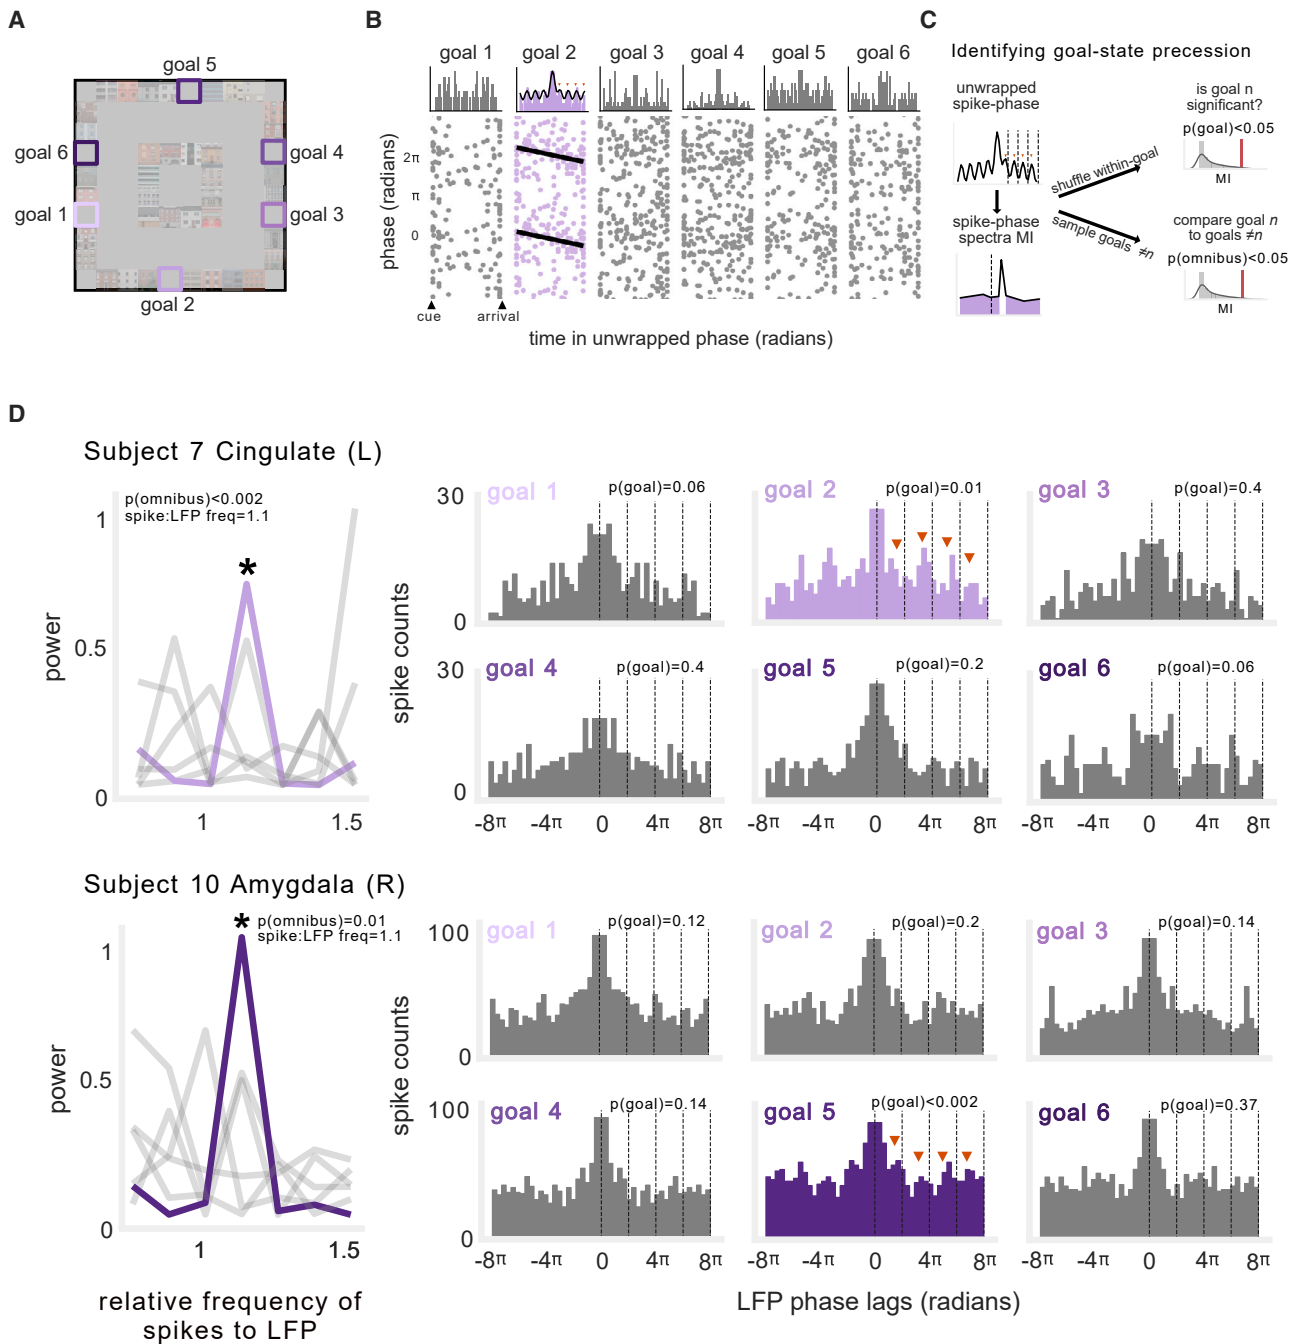 A
goal 5
goal 6
goal 4
goal 1
goal 3
goal 2
B
goal 1 goal 2 goal 3 goal 4 goal 5 goal 6
phase (radians)
2π
π
0
cue arrival
time in unwrapped phase (radians)
C
Identifying goal-state precession
unwrapped
spike-phase
spike-phase
spectra MI
shuffle within-goal
sample goals ≠n
is goal n
significant?
p(goal)<0.05
MI
compare goal n
to goals ≠n
p(omnibus)<0.05
MI
D
Subject 7 Cingulate (L)
p(omnibus)<0.002
spike:LFP freq=1.1
*
power
1
0.5
0
1 1.5
spike counts
30
0
goal 1 p(goal)=0.06
goal 2 p(goal)=0.01
goal 3 p(goal)=0.4
30
0
goal 4 p(goal)=0.4
goal 5 p(goal)=0.2
goal 6 p(goal)=0.06
-8π -4π 0 4π 8π
-8π -4π 0 4π 8π
-8π -4π 0 4π 8π
Subject 10 Amygdala (R)
*
p(omnibus)=0.01
spike:LFP freq=1.1
power
1
0.5
0
1 1.5
relative frequency of
spikes to LFP
spike counts
100
0
goal 1 p(goal)=0.12
goal 2 p(goal)=0.2
goal 3 p(goal)=0.14
100
0
goal 4 p(goal)=0.14
goal 5 p(goal)<0.002
goal 6 p(goal)=0.37
-8π -4π 0 4π 8π
-8π -4π 0 4π 8π
-8π -4π 0 4π 8π
LFP phase lags (radians)